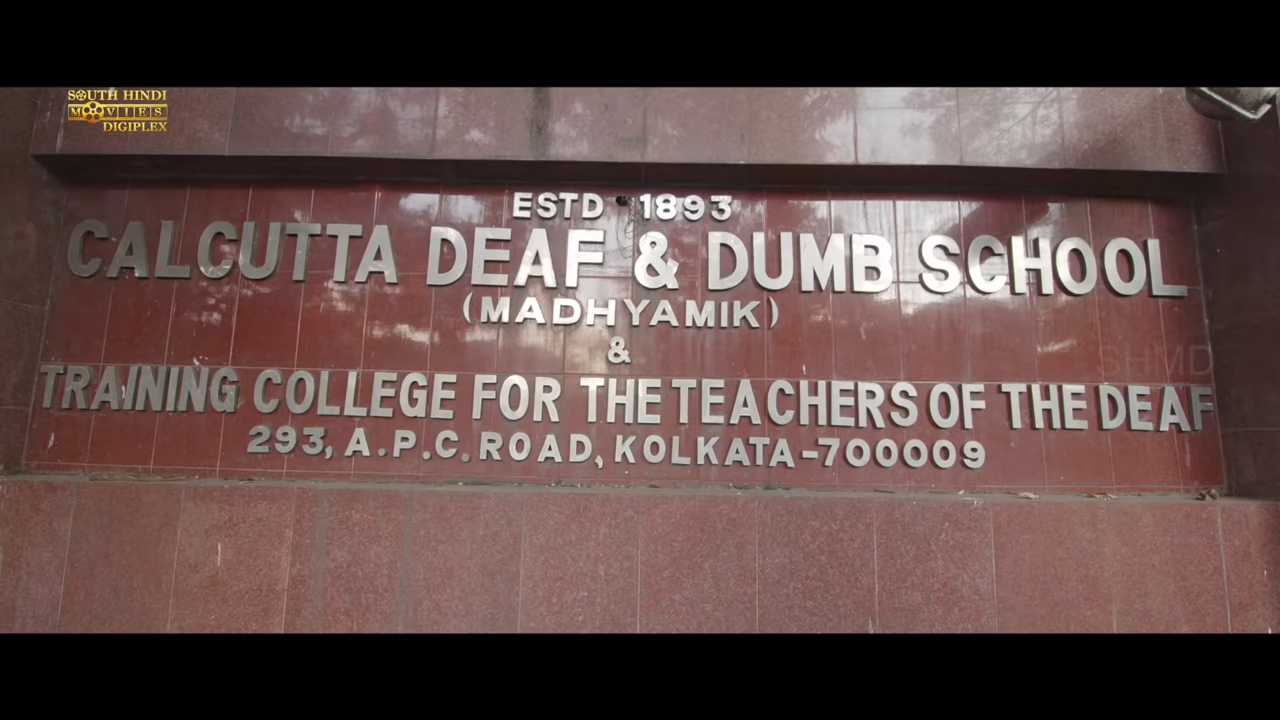 SOUTH HINDI
MOVIES
DIGIPLEX
ESTD 1893
CALCUTTA DEAF & DUMB SCHOOL
(MADHYAMIK)
&
SHMD
TRAINING COLLEGE FOR THE TEACHERS OF THE DEAF
293, A.P.C. ROAD, KOLKATA-700009